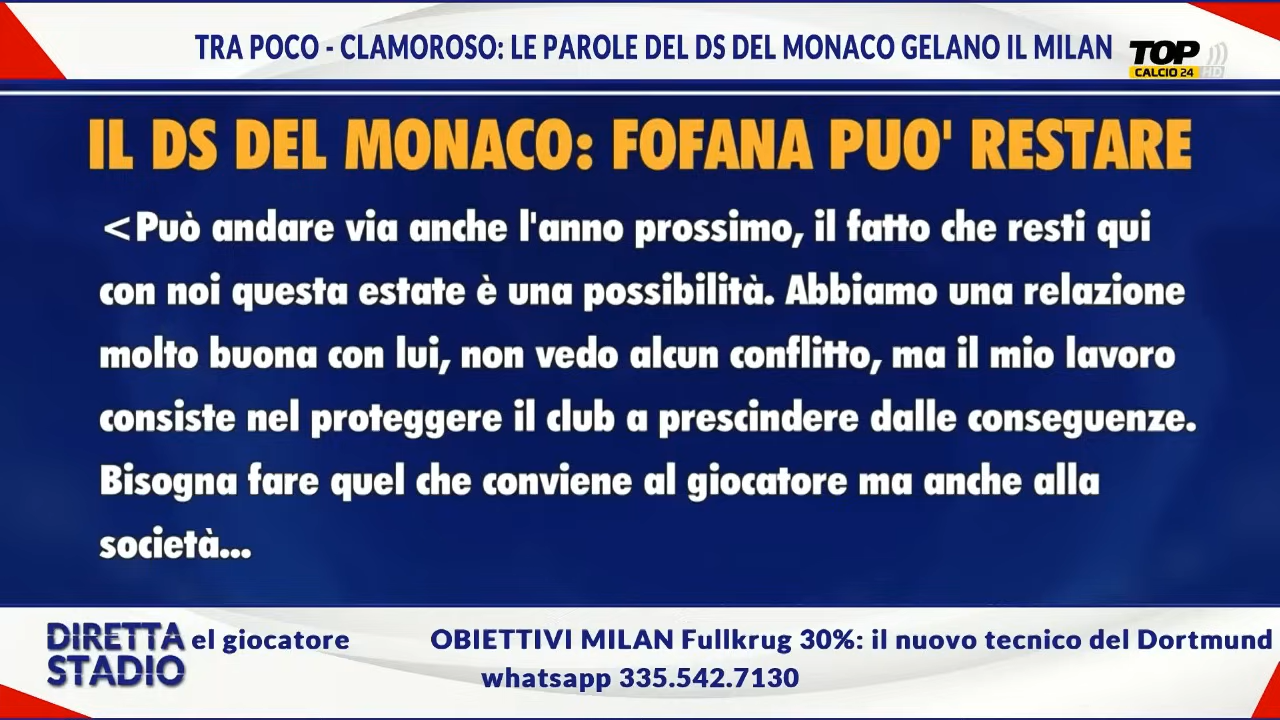 TRA POCO - CLAMOROSO: LE PAROLE DEL DS DEL MONACO GELANO IL MILAN
TOP
CALCIO 24 HD
IL DS DEL MONACO: FOFANA PUO' RESTARE
<Può andare via anche l'anno prossimo, il fatto che resti qui
con noi questa estate è una possibilità. Abbiamo una relazione
molto buona con lui, non vedo alcun conflitto, ma il mio lavoro
consiste nel proteggere il club a prescindere dalle conseguenze.
Bisogna fare quel che conviene al giocatore ma anche alla
società...
DIRETTA
STADIO
el giocatore OBIETTIVI MILAN Fullkrug 30%: il nuovo tecnico del Dortmund
whatsapp 335.542.7130